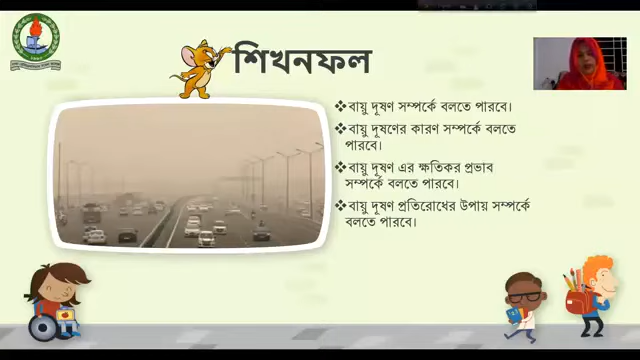 শিখনফল
❖বায়ু দূষণ সম্পর্কে বলতে পারবে।
❖বায়ু দূষণের কারণ সম্পর্কে বলতে
পারবে।
❖বায়ু দূষণ এর ক্ষতিকর প্রভাব
সম্পর্কে বলতে পারবে।
❖বায়ু দূষণ প্রতিরোধের উপায় সম্পর্কে
বলতে পারবে।